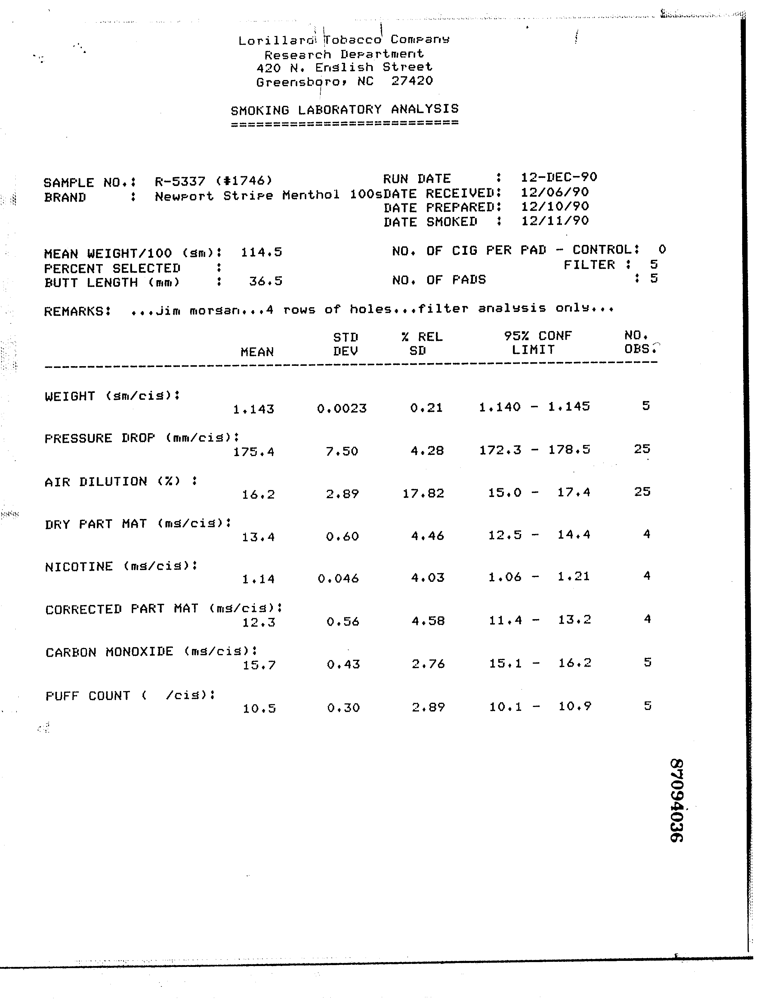 Lorillard Tobacco Company
Research Department
420 N. English Street
Greensboro, NC 27420
SMOKING LABORATORY ANALYSIS
===========================
SAMPLE NO.: R-5337 (#1746) RUN DATE : 12-DEC-90
BRAND : Newport Stripe Menthol 100sDATE RECEIVED: 12/06/90
DATE PREPARED: 12/10/90
DATE SMOKED : 12/11/90
MEAN WEIGHT/100 (gm): 114.5 NO. OF CIG PER PAD - CONTROL: 0
PERCENT SELECTED : FILTER : 5
BUTT LENGTH (mm) : 36.5 NO. OF PADS : 5
REMARKS: ...Jim morgan...4 rows of holes...filter analysis only...
STD % REL 95% CONF NO.
MEAN DEV SD LIMIT OBS.
WEIGHT (gm/cig):
1.143 0.0023 0.21 1.140 - 1.145 5
PRESSURE DROP (mm/cig):
175.4 7.50 4.28 172.3 - 178.5 25
AIR DILUTION (%) :
16.2 2.89 17.82 15.0 - 17.4 25
DRY PART MAT (mg/cig):
13.4 0.60 4.46 12.5 - 14.4 4
NICOTINE (mg/cig):
1.14 0.046 4.03 1.06 - 1.21 4
CORRECTED PART MAT (mg/cig):
12.3 0.56 4.58 11.4 - 13.2 4
CARBON MONOXIDE (mg/cig):
15.7 0.43 2.76 15.1 - 16.2 5
PUFF COUNT ( /cig):
10.5 0.30 2.89 10.1 - 10.9 5
87094036